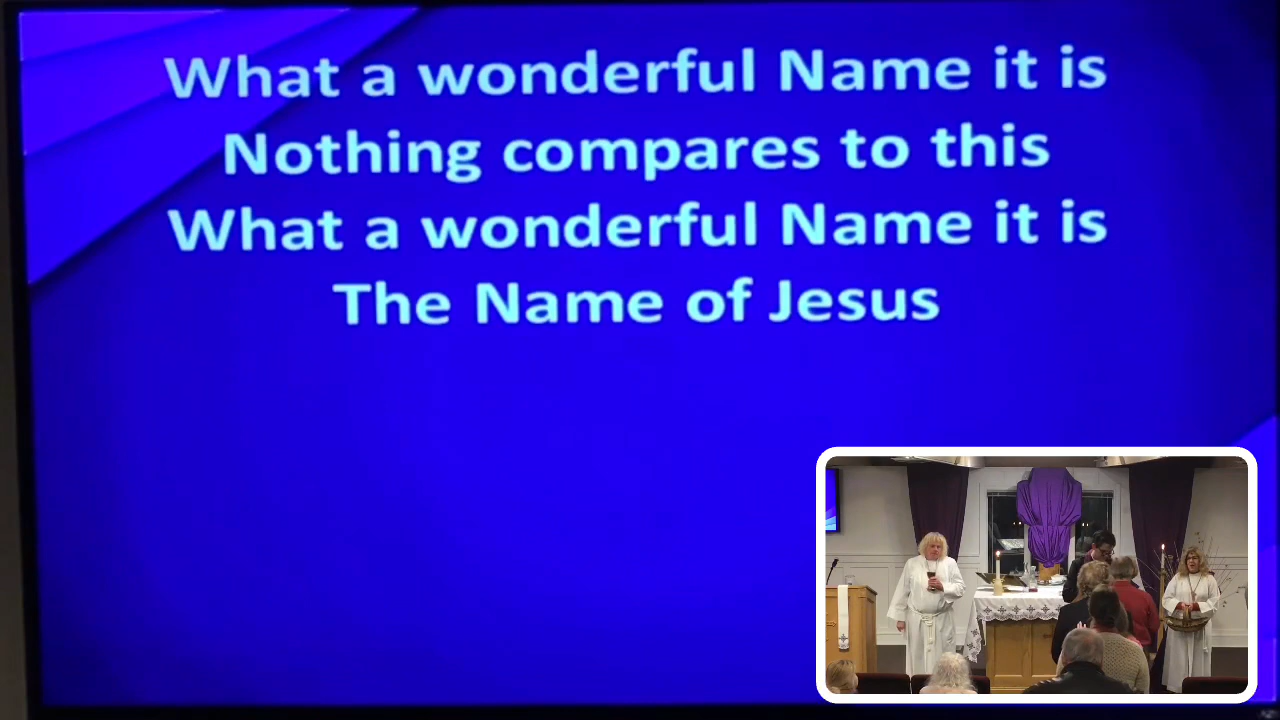 What a wonderful Name it is
Nothing compares to this
What a wonderful Name it is
The Name of Jesus